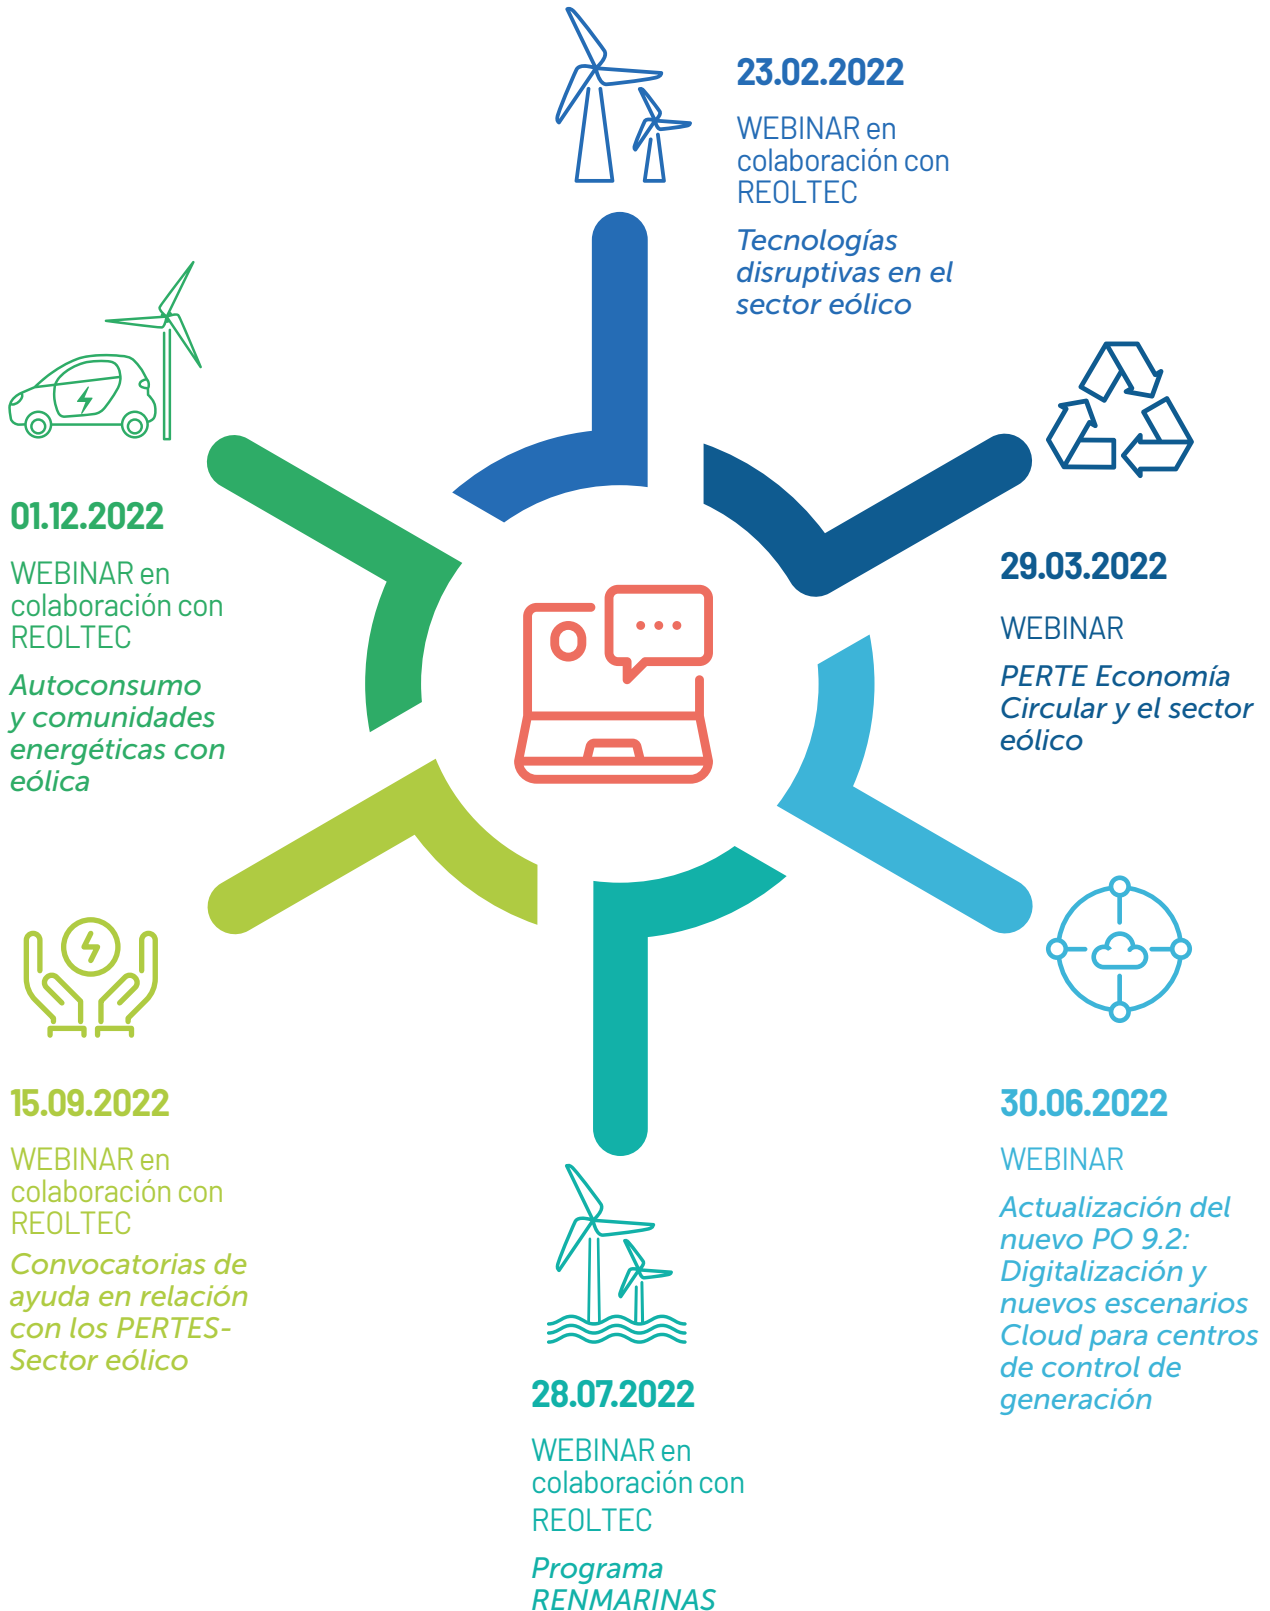 23.02.2022
WEBINAR en
colaboración con
REOLTEC
Tecnologías
disruptivas en el
sector eólico
29.03.2022
WEBINAR
PERTE Economía
Circular y el sector
eólico
30.06.2022
WEBINAR
Actualización del
nuevo PO 9.2:
Digitalización y
nuevos escenarios
Cloud para centros
de control de
generación
28.07.2022
WEBINAR en
colaboración con
REOLTEC
Programa
RENMARINAS
15.09.2022
WEBINAR en
colaboración con
REOLTEC
Convocatorias de
ayuda en relación
con los PERTES-
Sector eólico
01.12.2022
WEBINAR en
colaboración con
REOLTEC
Autoconsumo
y comunidades
energéticas con
eólica